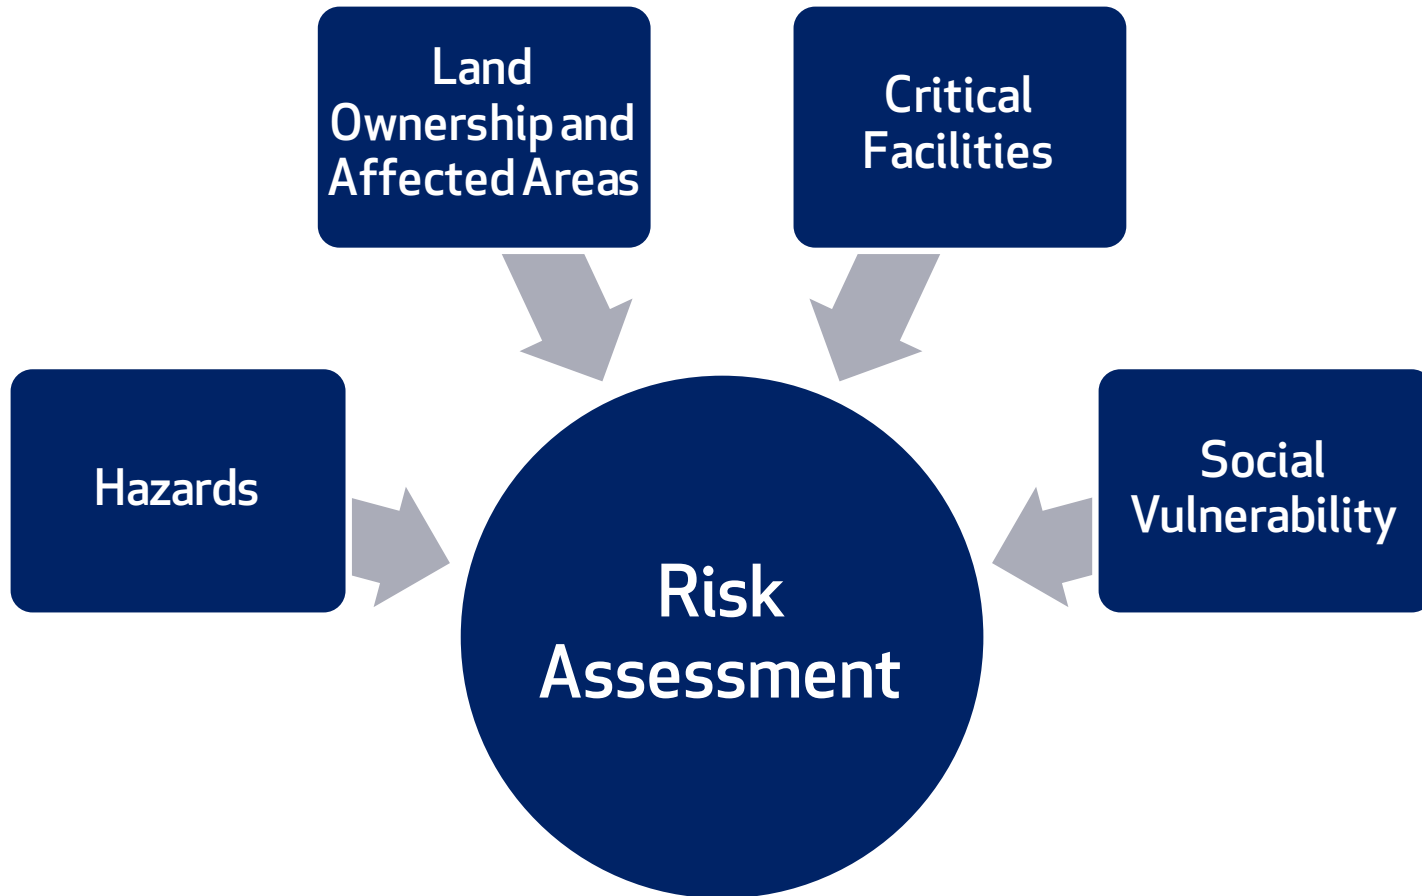 Land
Ownership and
Affected Areas
Critical
Facilities
Hazards
Social
Vulnerability
Risk
Assessment